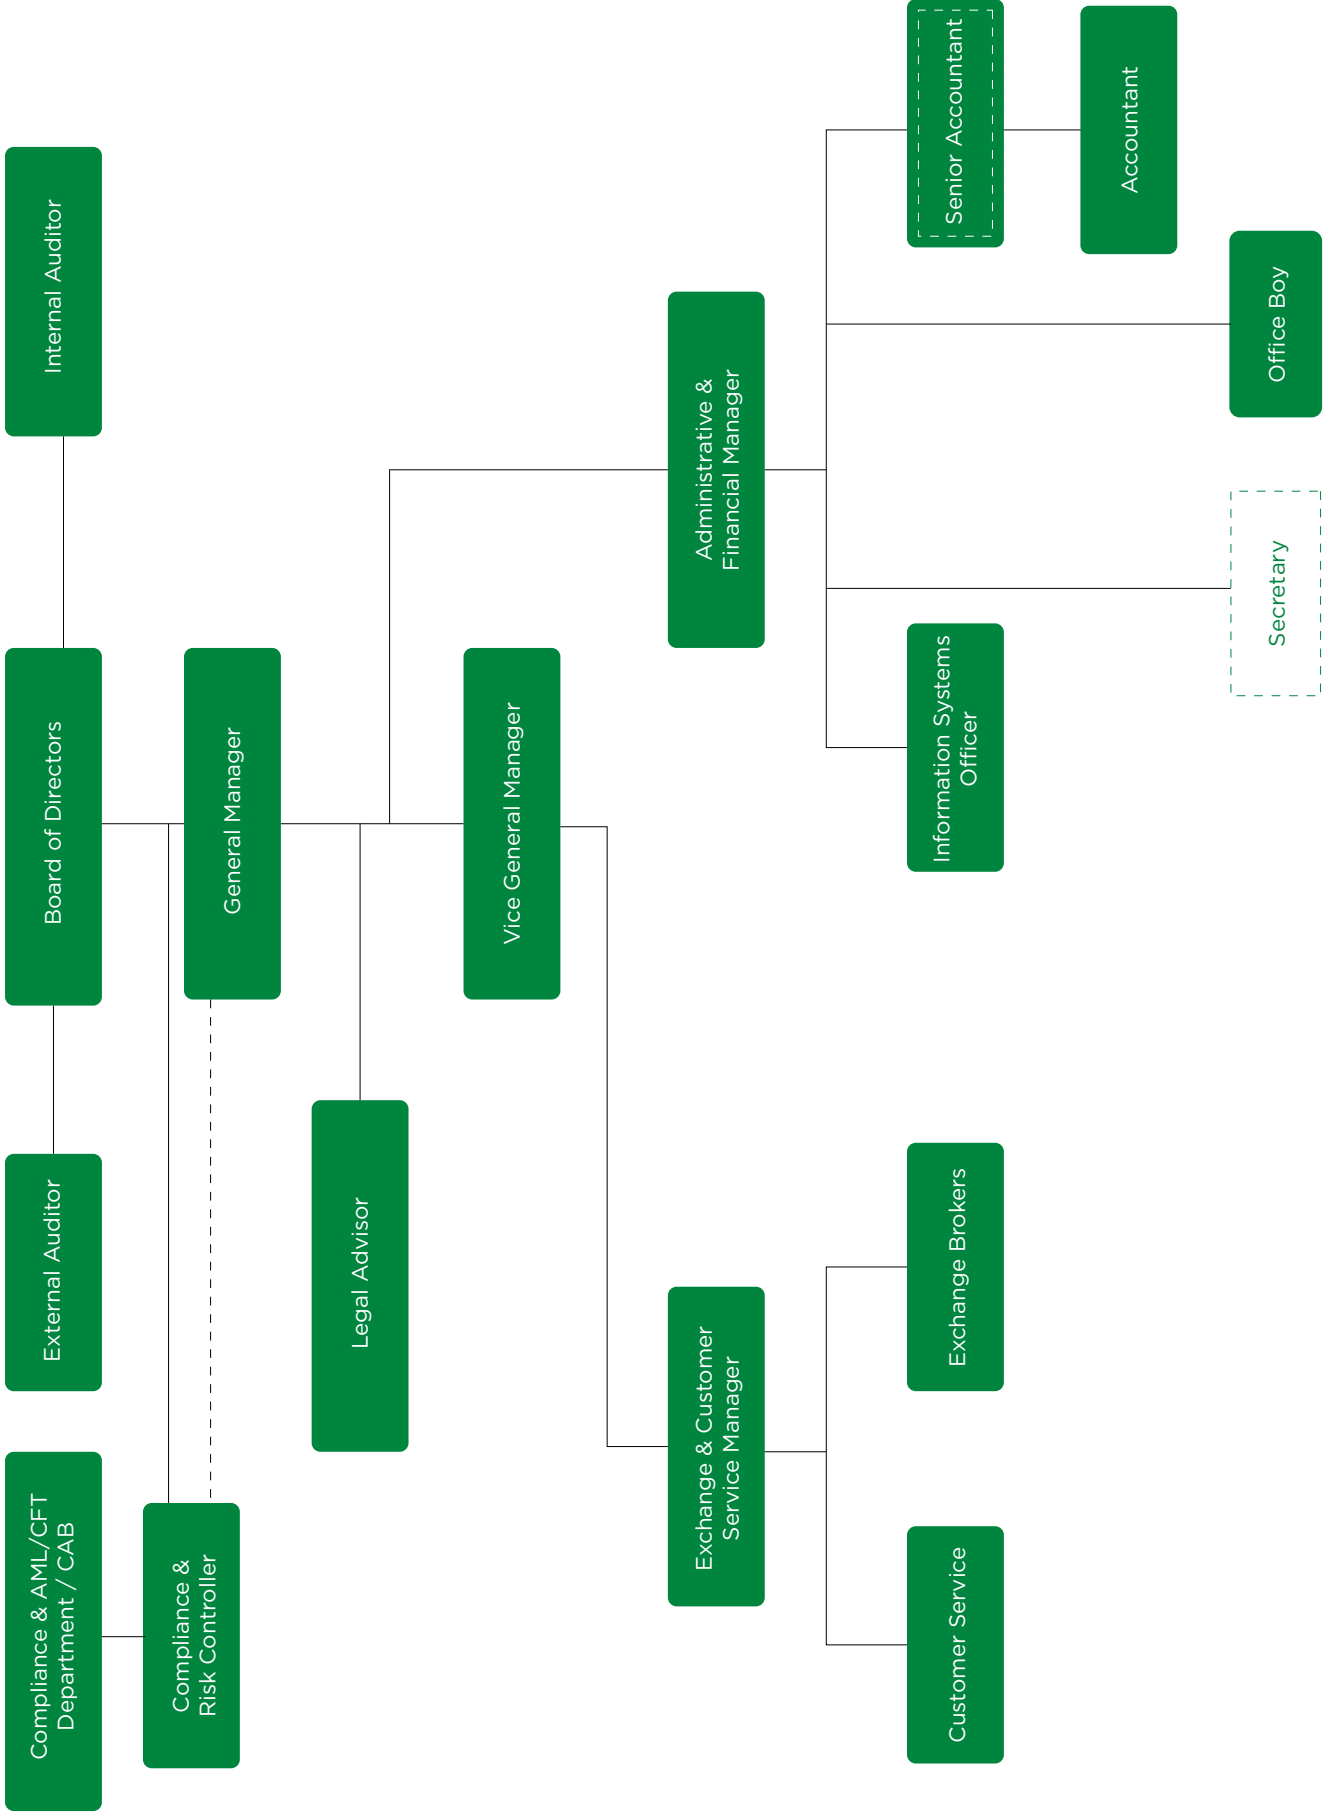 Compliance & AML/CFT
Department / CAB
External Auditor
Board of Directors
Internal Auditor
Compliance &
Risk Controller
General Manager
Legal Advisor
Vice General Manager
Exchange & Customer
Service Manager
Administrative &
Financial Manager
Customer Service
Exchange Brokers
Information Systems
Officer
Senior Accountant
Accountant
Secretary
Office Boy